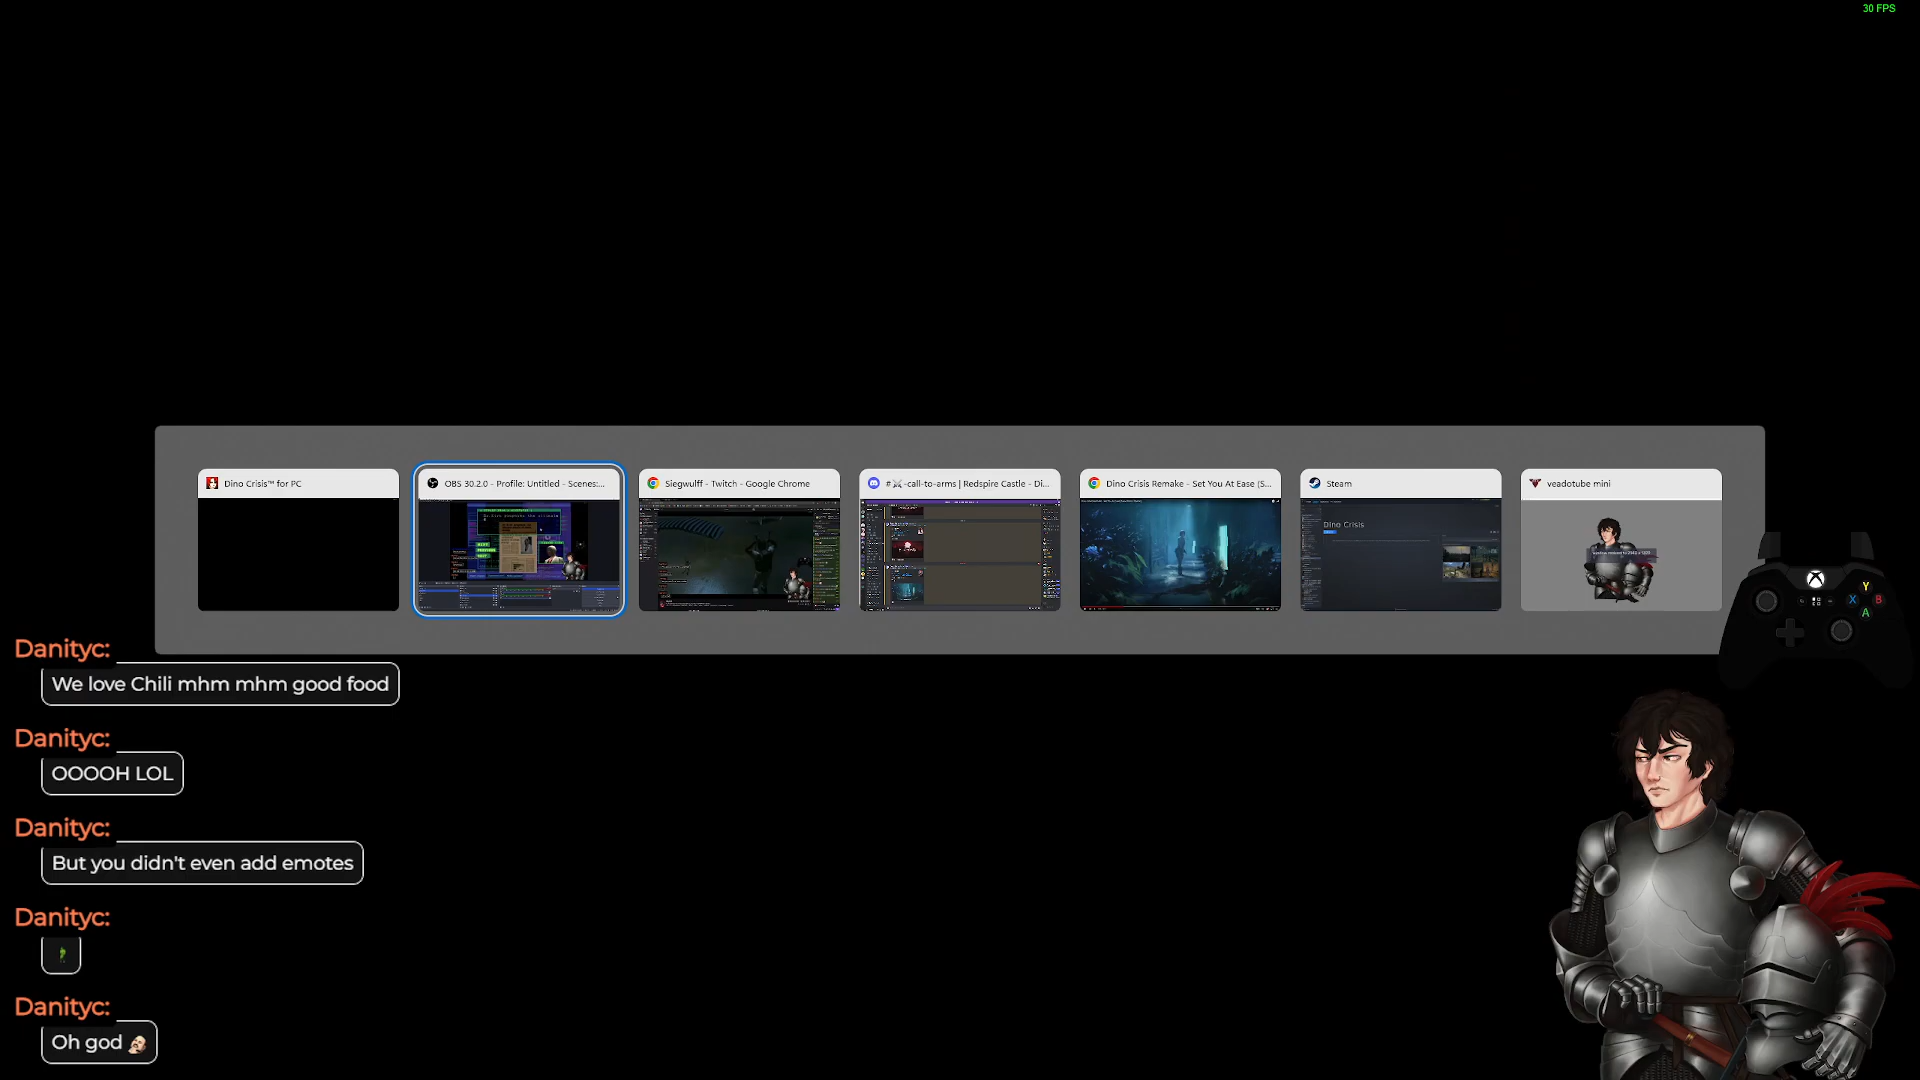 30 FPS
Dino Crisis™ for PC
OBS 30.2.0 - Profile: Untitled - Scenes:...
Siegwulff - Twitch - Google Chrome
#⚔️-call-to-arms | Redspire Castle - Di...
Dino Crisis Remake - Set You At Ease (S...
Steam
veadotube mini
Dino Crisis
Y
X
B
A
Danityc:
We love Chili mhm mhm good food
Danityc:
OOOOH LOL
Danityc:
But you didn't even add emotes
Danityc:
Danityc:
Oh god